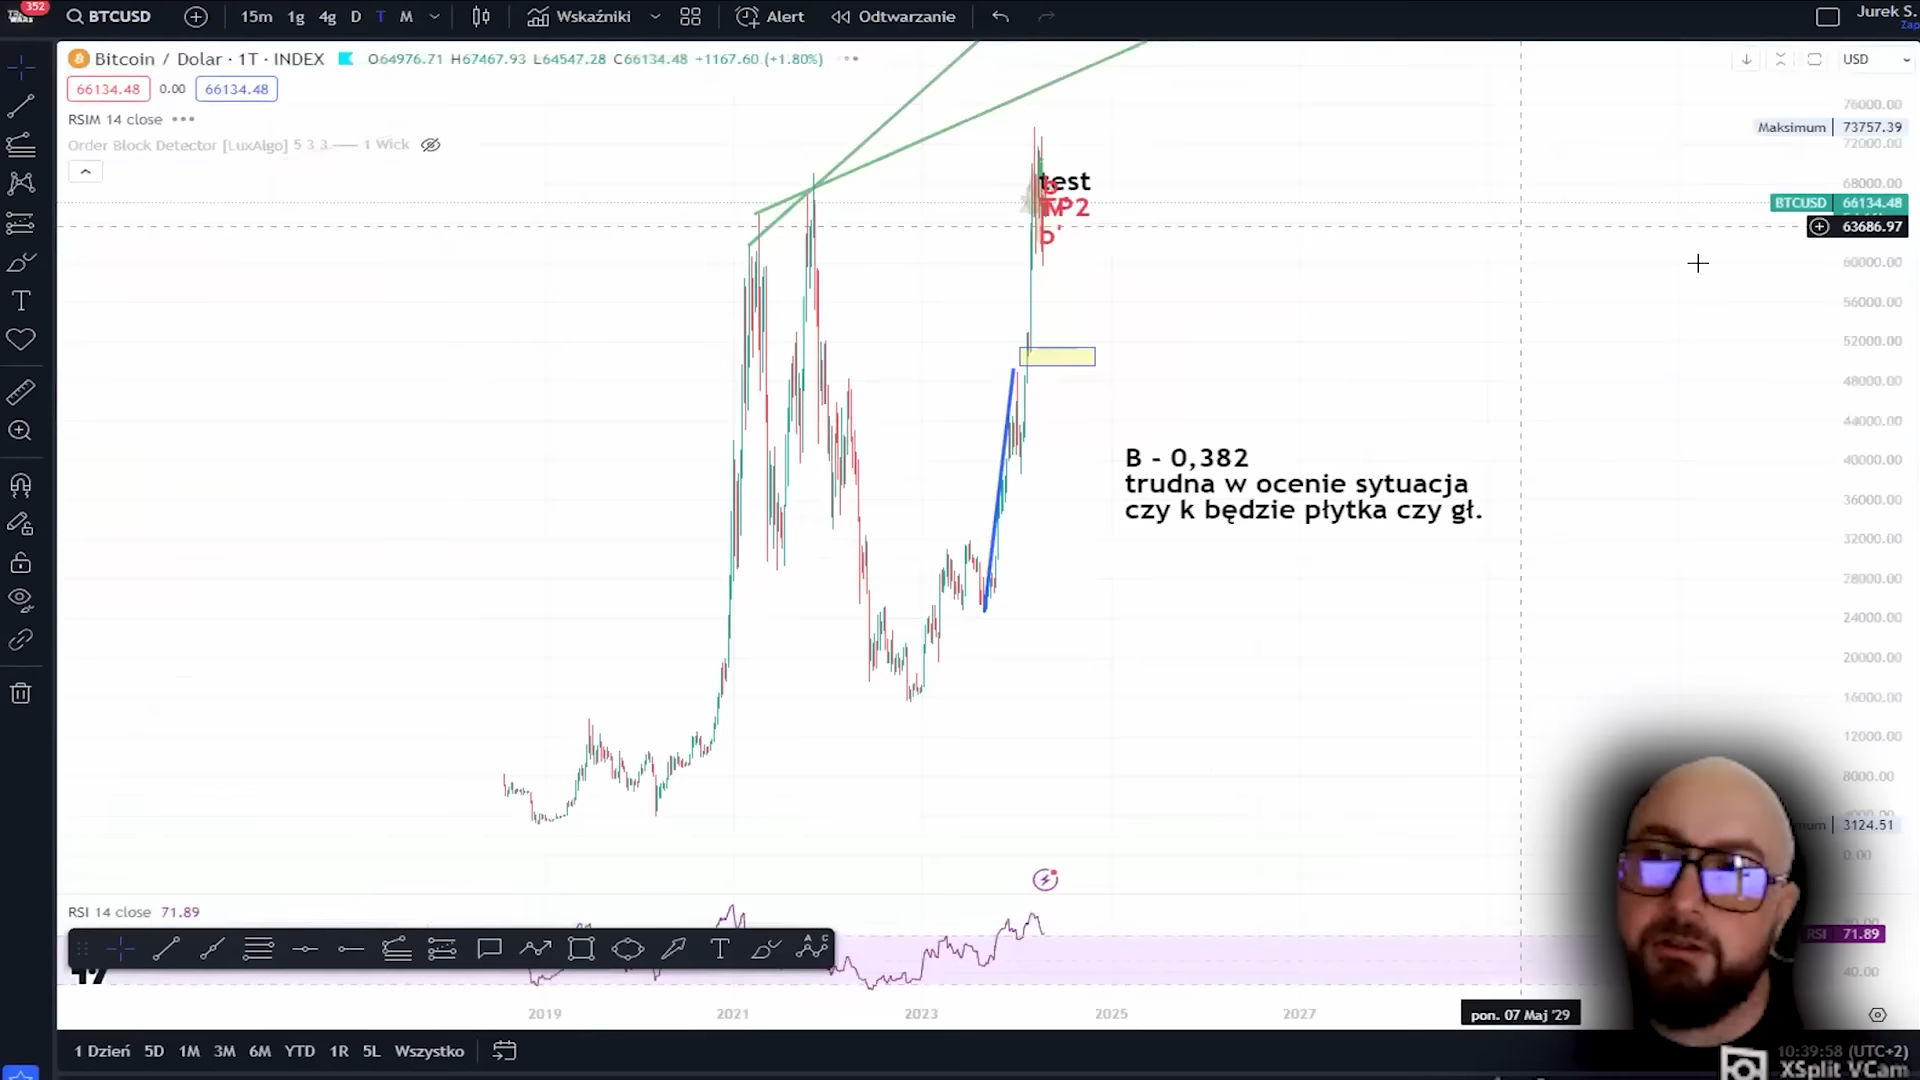 352
BTCUSD
15m 1g 4g D T M
Wskaźniki
Alert
Odtwarzanie
Jurek S.
Bitcoin / Dolar · 1T · INDEX O64976.71 H67467.93 L64547.28 C66134.48 +1167.60 (+1.80%)
USD
66134.48 0.00 66134.48
RSIM 14 close
Order Block Detector [LuxAlgo] 5 3 3 1 Wick
76000.00
Maksimum 73757.39
72000.00
68000.00
BTCUSD 66134.48
63686.97
60000.00
56000.00
52000.00
48000.00
44000.00
40000.00
36000.00
32000.00
28000.00
24000.00
20000.00
16000.00
12000.00
8000.00
3124.51
0.00
test
b'
B - 0,382
trudna w ocenie sytuacja
czy k będzie płytka czy gł.
RSI 14 close 71.89
RSI 71.89
40.00
2019 2021 2023 2025 2027
pon. 07 Maj '29
1 Dzień 5D 1M 3M 6M YTD 1R 5L Wszystko
10:39:58 (UTC+2)
XSplit VCam